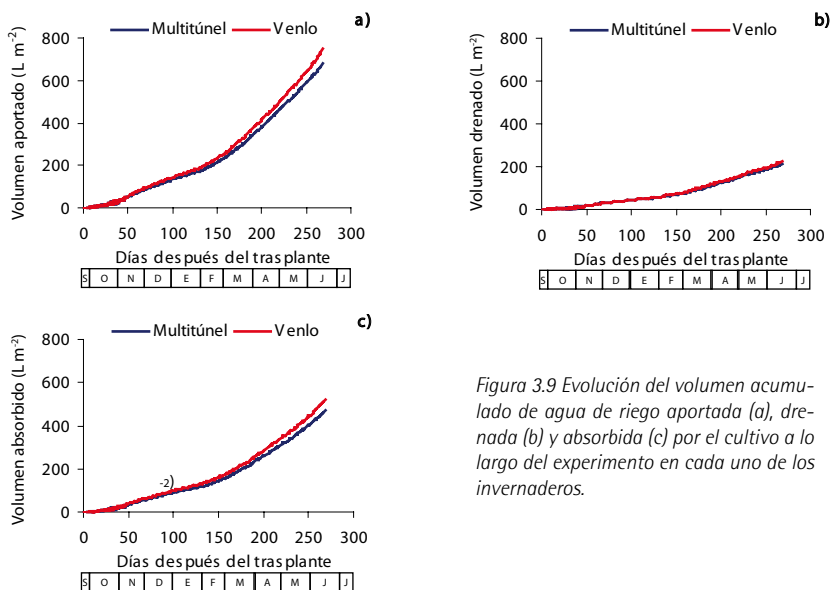 a)
Multitúnel Venlo
Volumen aportado (L m-2)
800
600
400
200
0
0 50 100 150 200 250 300
Días después del trasplante
S O N D E F M A M J J
b)
Multitúnel Venlo
Volumen drenado (L m-2)
800
600
400
200
0
0 50 100 150 200 250 300
Días después del trasplante
S O N D E F M A M J J
c)
Multitúnel Venlo
Volumen absorbido (L m-2)
800
600
400
200
0
-2)
0 50 100 150 200 250 300
Días después del trasplante
S O N D E F M A M J J
Figura 3.9 Evolución del volumen acumu-
lado de agua de riego aportada (a), dre-
nada (b) y absorbida (c) por el cultivo a lo
largo del experimento en cada uno de los
invernaderos.